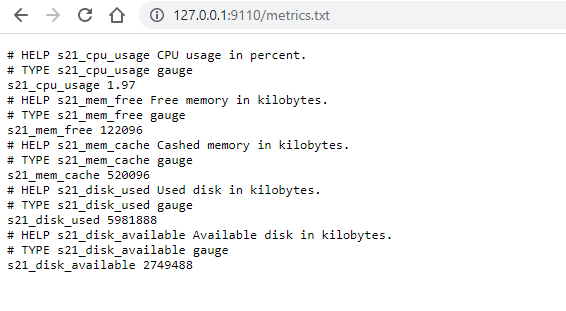 127.0.0.1:9110/metrics.txt
# HELP s21_cpu_usage CPU usage in percent.
# TYPE s21_cpu_usage gauge
s21_cpu_usage 1.97
# HELP s21_mem_free Free memory in kilobytes.
# TYPE s21_mem_free gauge
s21_mem_free 122096
# HELP s21_mem_cache Cashed memory in kilobytes.
# TYPE s21_mem_cache gauge
s21_mem_cache 520096
# HELP s21_disk_used Used disk in kilobytes.
# TYPE s21_disk_used gauge
s21_disk_used 5981888
# HELP s21_disk_available Available disk in kilobytes.
# TYPE s21_disk_available gauge
s21_disk_available 2749488